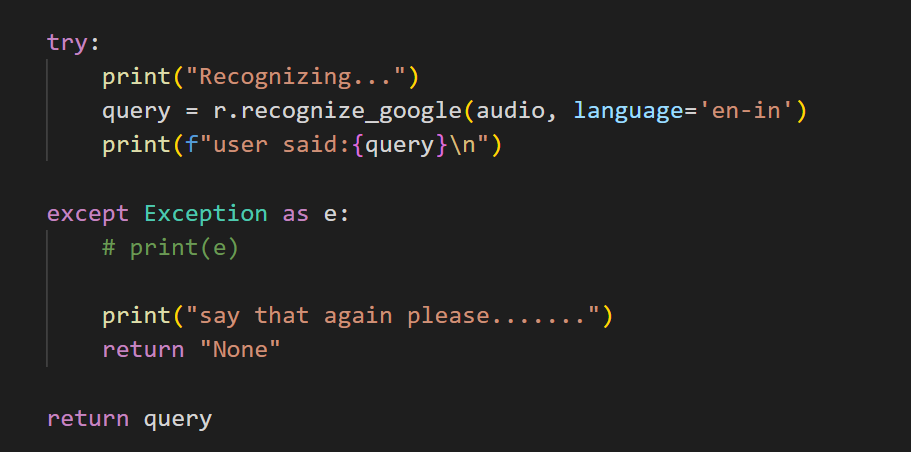 try:
    print("Recognizing...")
    query = r.recognize_google(audio, language='en-in')
    print(f"user said:{query}\n")

except Exception as e:
    # print(e)

    print("say that again please.......")
    return "None"

return query